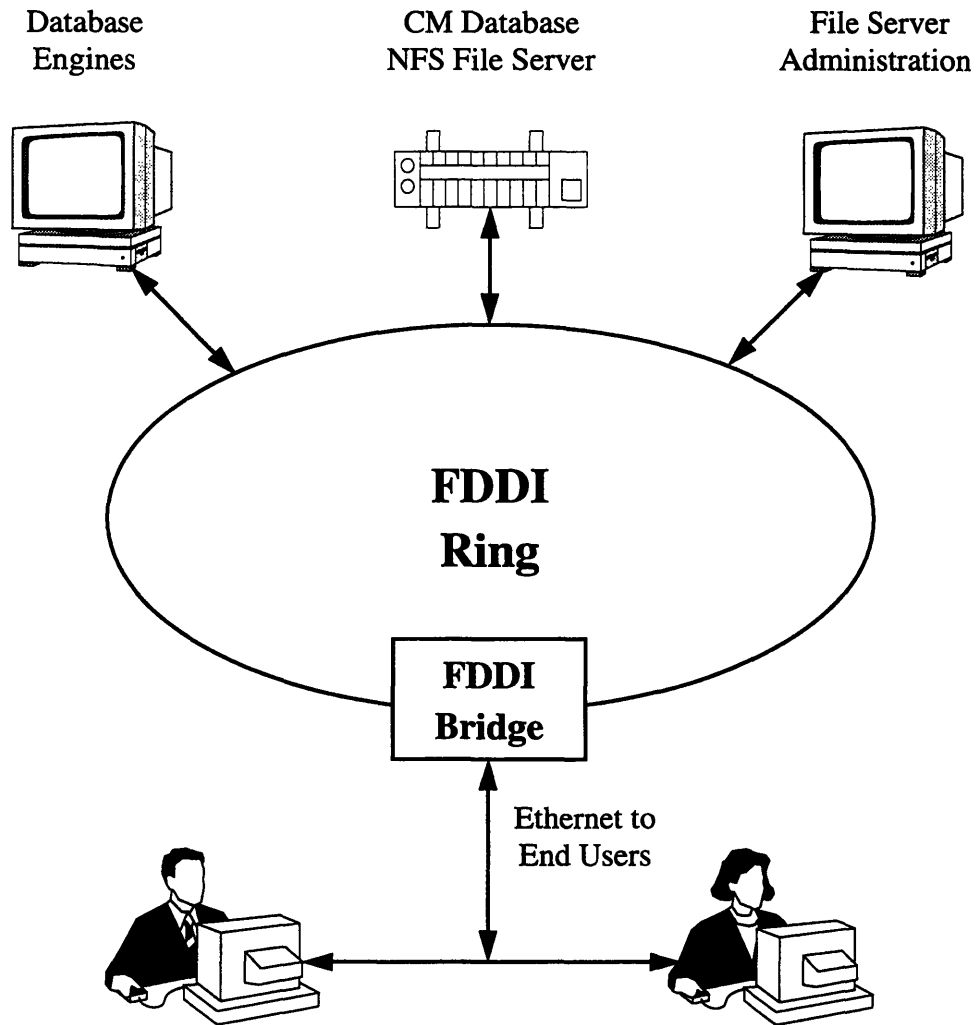 Database
Engines
CM Database
NFS File Server
File Server
Administration
FDDI
Ring
FDDI
Bridge
Ethernet to
End Users